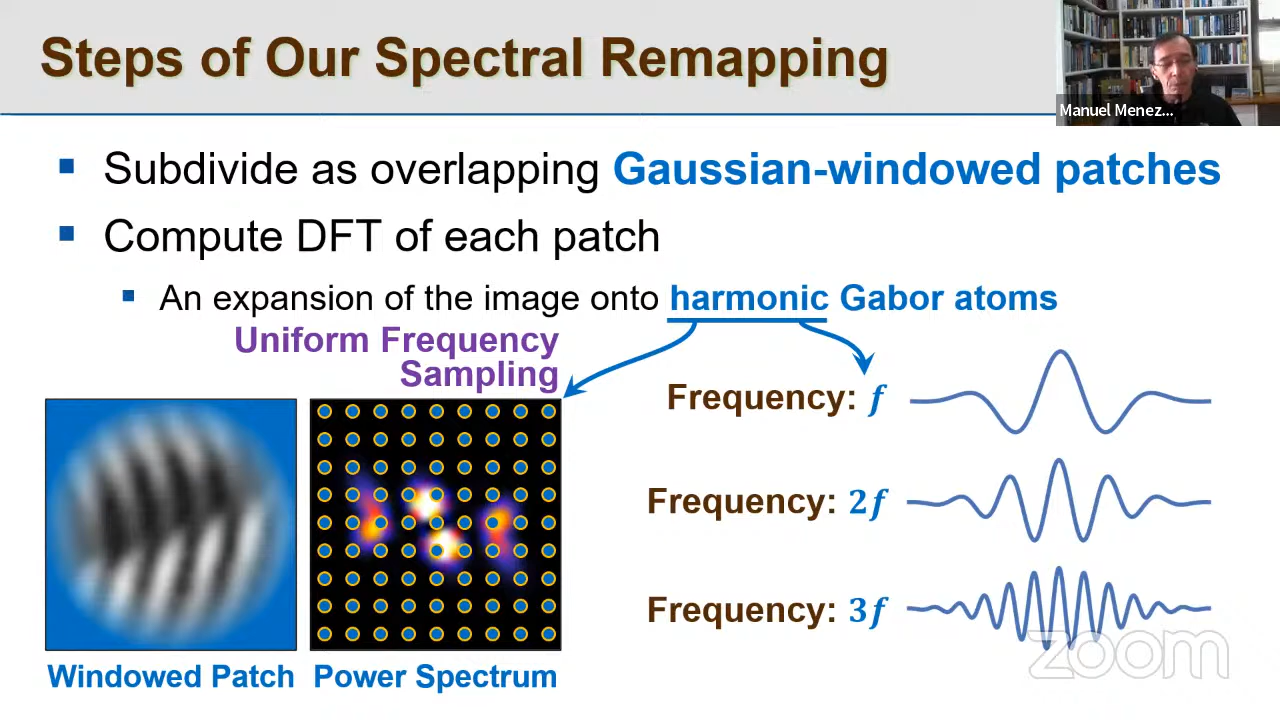 Steps of Our Spectral Remapping
Manuel Menez...
Subdivide as overlapping Gaussian-windowed patches
Compute DFT of each patch
An expansion of the image onto harmonic Gabor atoms
Uniform Frequency
Sampling
Frequency: f
Frequency: 2f
Frequency: 3f
Windowed Patch
Power Spectrum
zoom